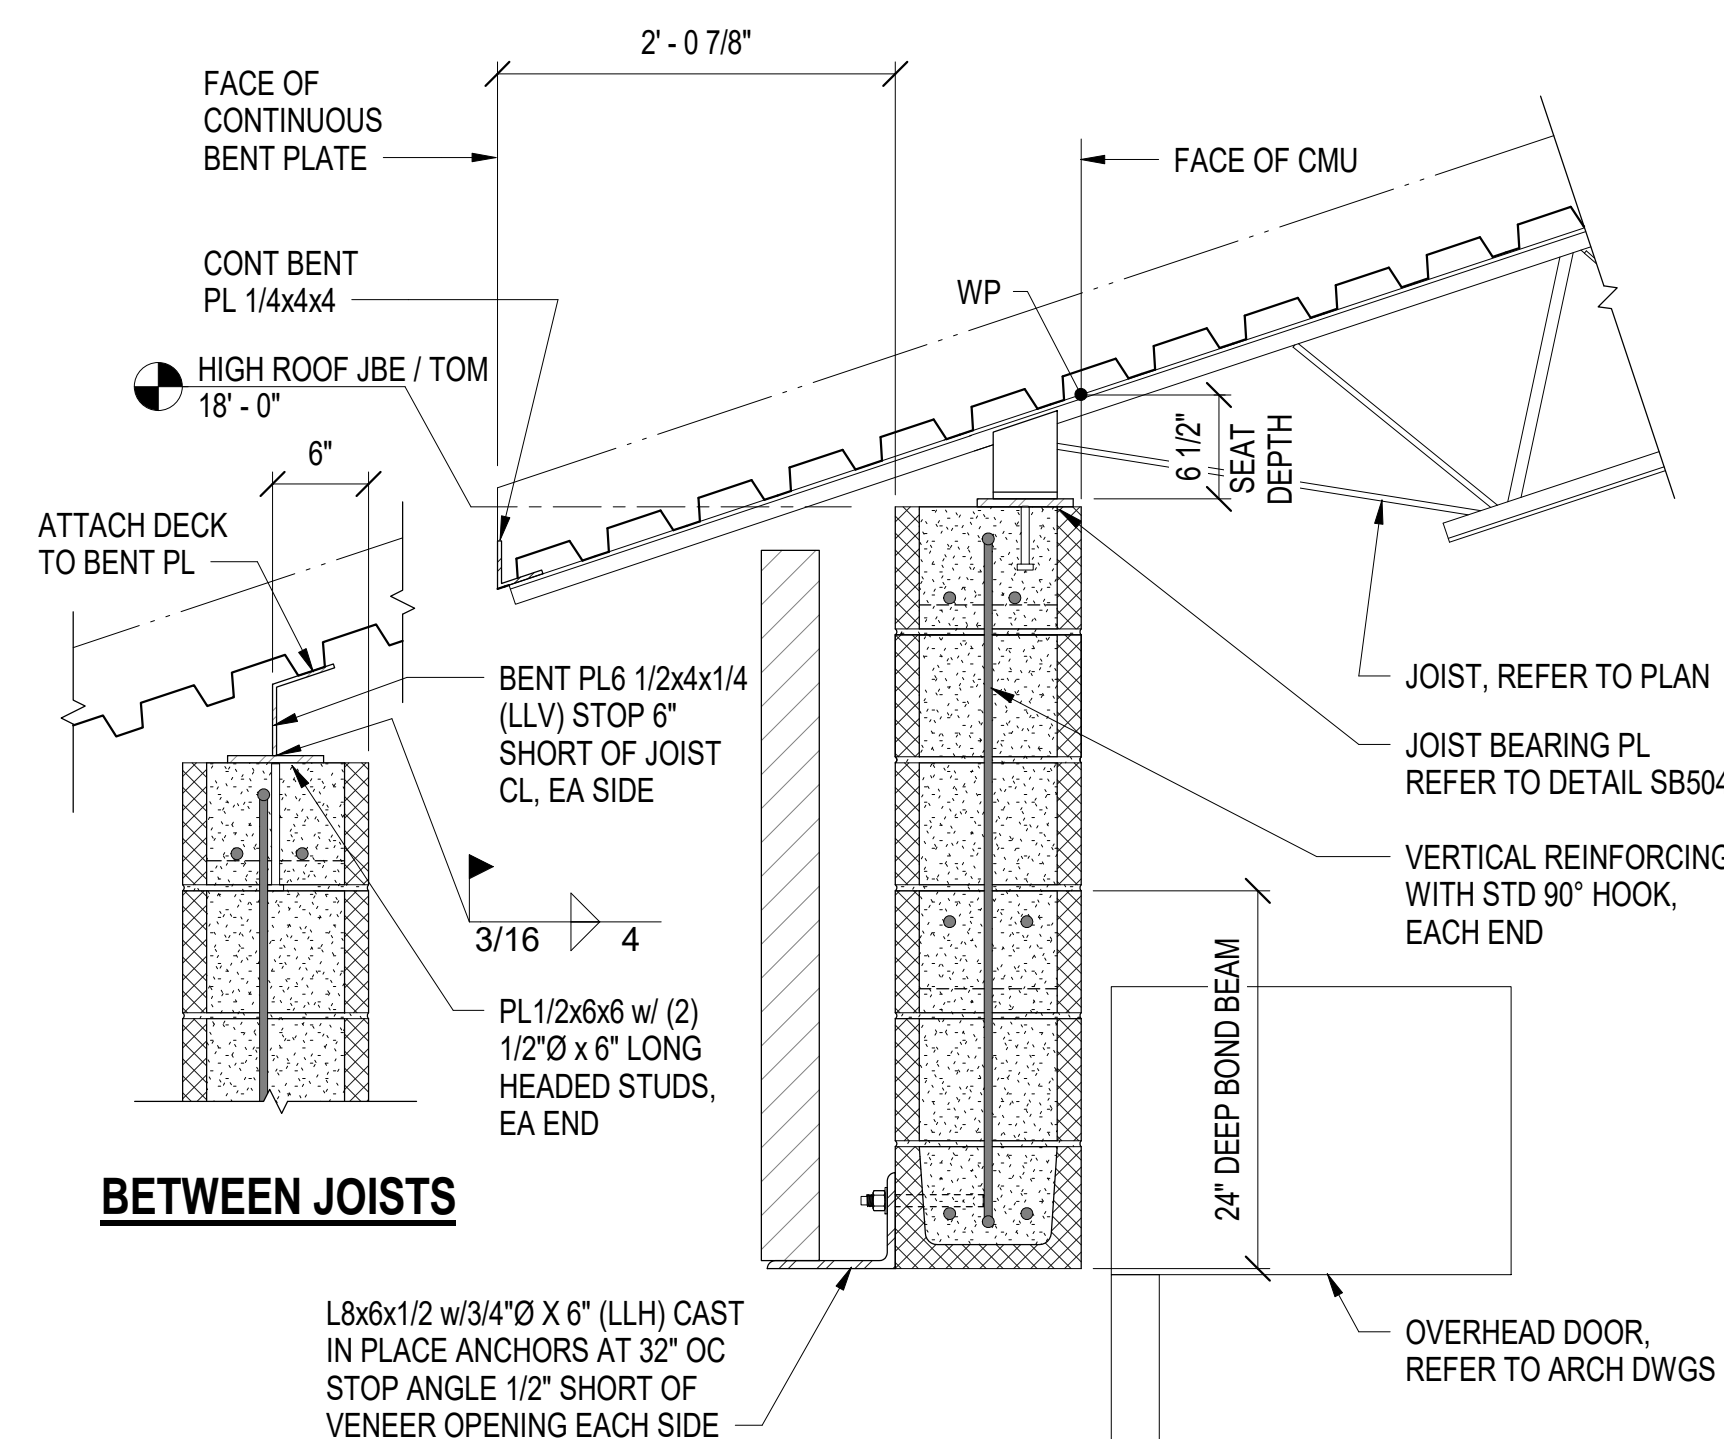 2' - 0 7/8"
FACE OF
CONTINUOUS
BENT PLATE
FACE OF CMU
CONT BENT
PL 1/4x4x4
WP
HIGH ROOF JBE / TOM
18' - 0"
6"
6 1/2"
SEAT
DEPTH
ATTACH DECK
TO BENT PL
BENT PL6 1/2x4x1/4
(LLV) STOP 6"
SHORT OF JOIST
CL, EA SIDE
JOIST, REFER TO PLAN
JOIST BEARING PL
REFER TO DETAIL SB504
VERTICAL REINFORCING
WITH STD 90° HOOK,
EACH END
3/16
4
24" DEEP BOND BEAM
PL1/2x6x6 w/ (2)
1/2"Ø x 6" LONG
HEADED STUDS,
EA END
BETWEEN JOISTS
L8x6x1/2 w/3/4"Ø X 6" (LLH) CAST
IN PLACE ANCHORS AT 32" OC
STOP ANGLE 1/2" SHORT OF
VENEER OPENING EACH SIDE
OVERHEAD DOOR,
REFER TO ARCH DWGS